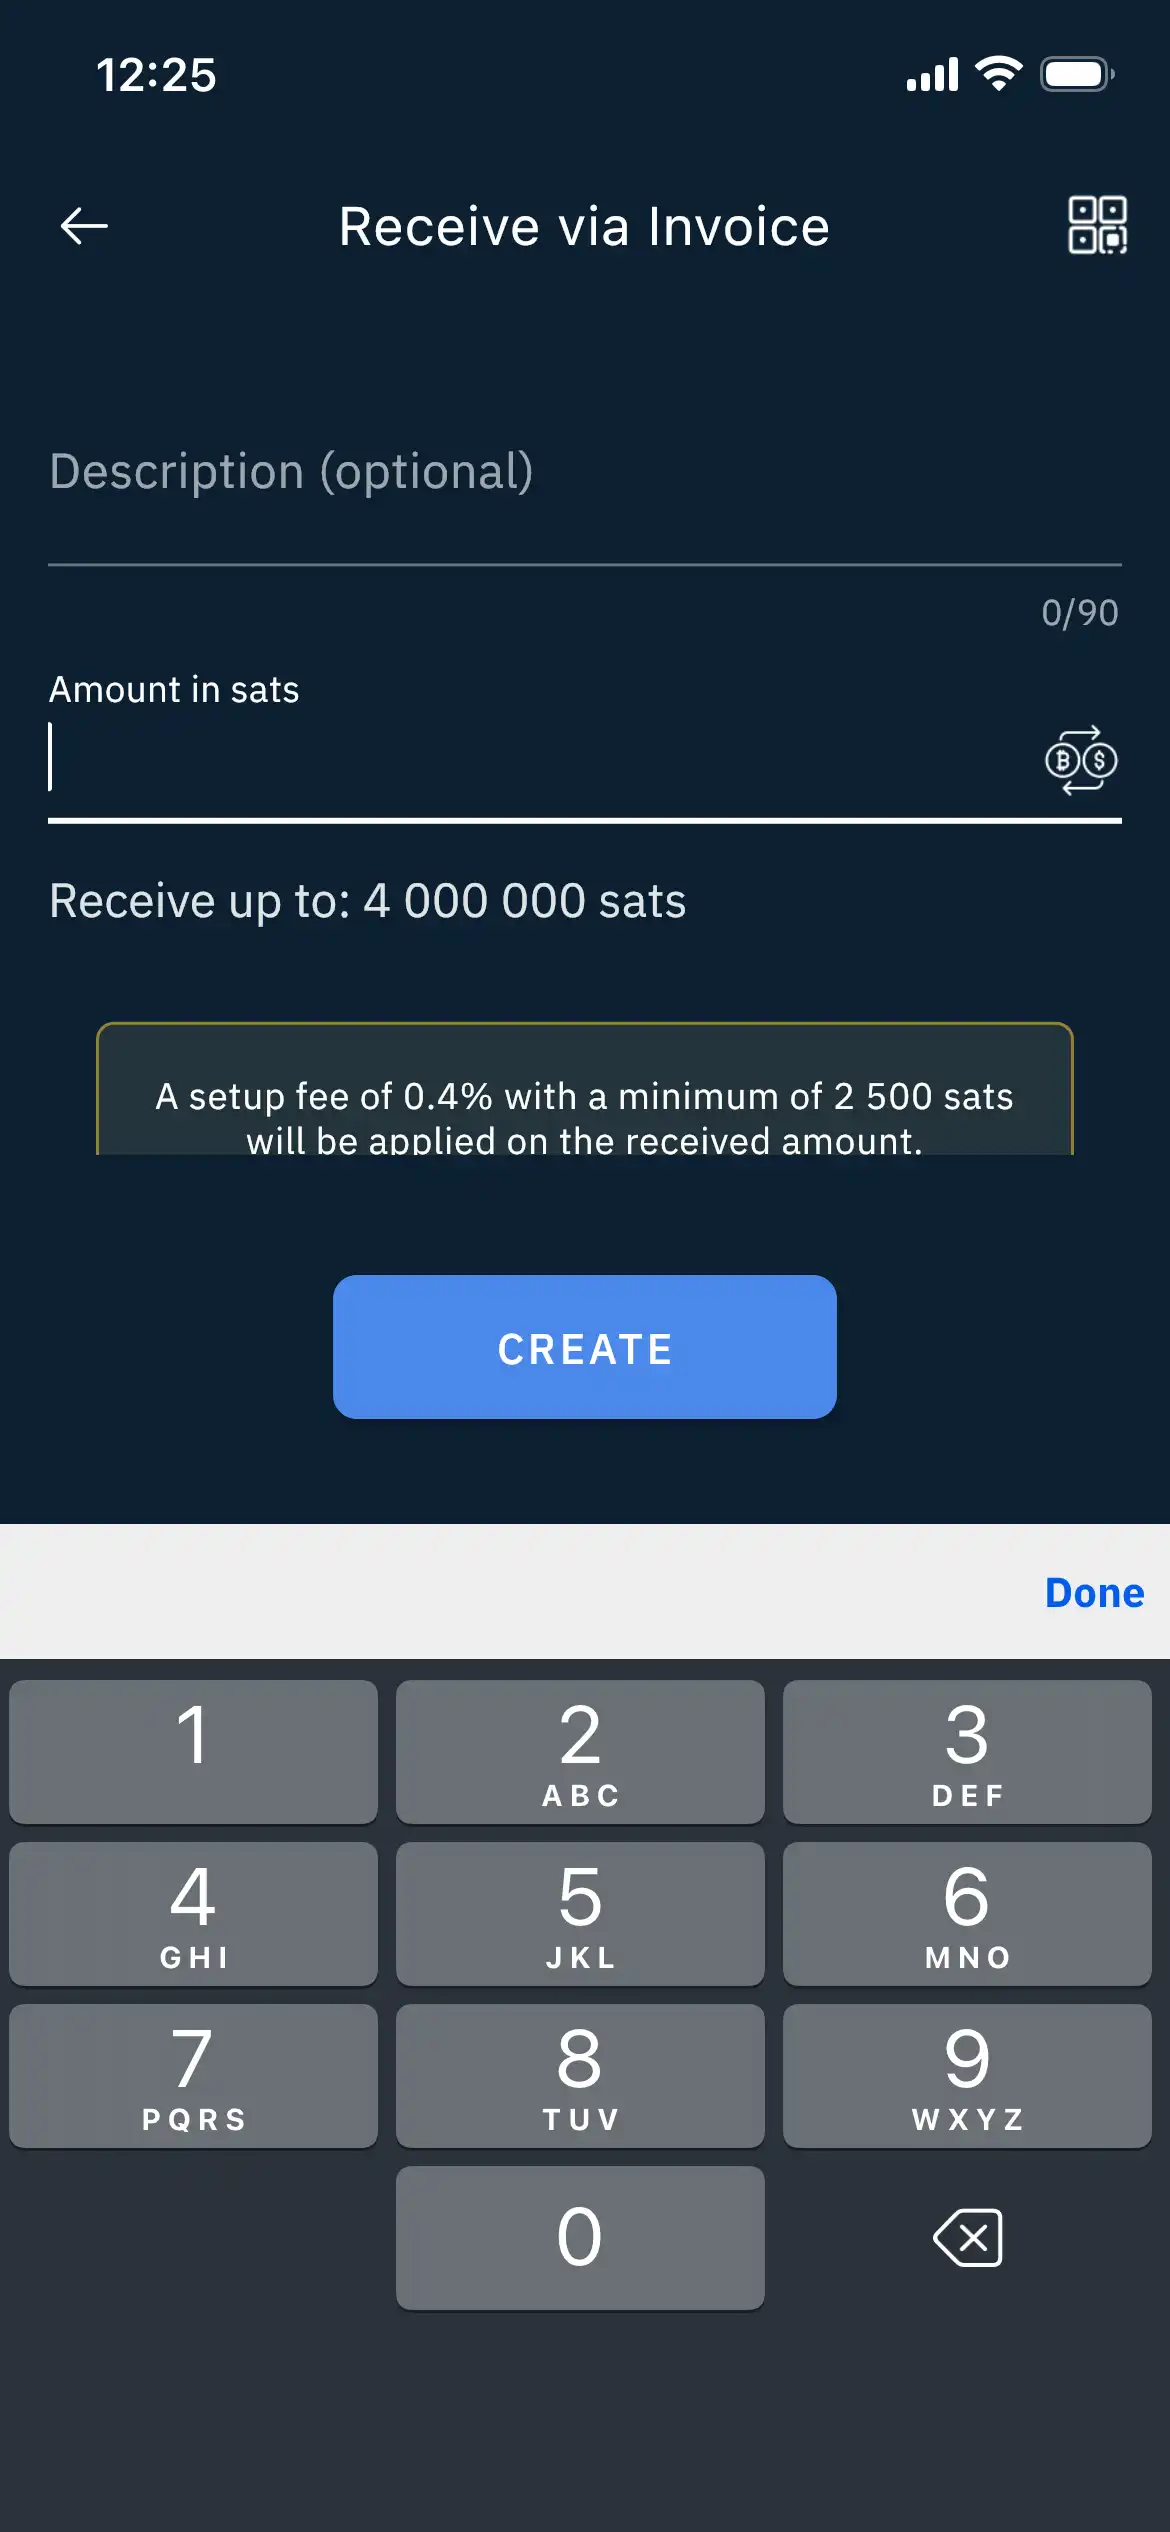 12:25
Receive via Invoice
Description (optional)
0/90
Amount in sats
Receive up to: 4 000 000 sats
A setup fee of 0.4% with a minimum of 2 500 sats
will be applied on the received amount.
CREATE
Done
1
2
ABC
3
DEF
4
GHI
5
JKL
6
MNO
7
PQRS
8
TUV
9
WXYZ
0